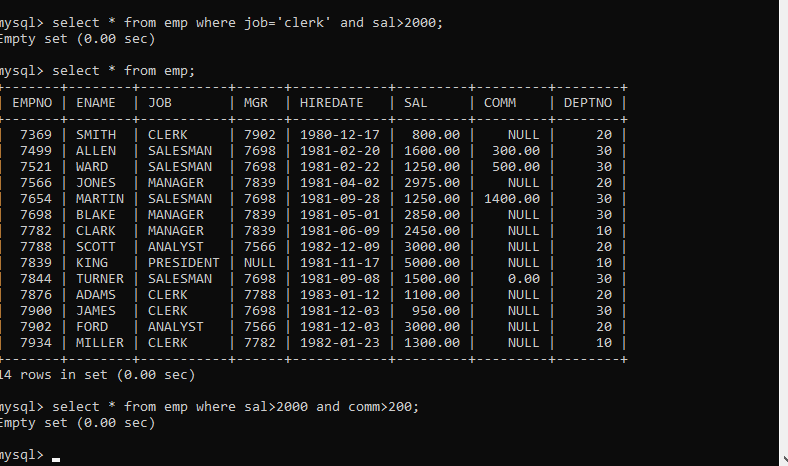 mysql> select * from emp where job='clerk' and sal>2000;
Empty set (0.00 sec)
mysql> select * from emp;
+-------+--------+-----------+------+------------+---------+---------+--------+
| EMPNO | ENAME | JOB | MGR | HIREDATE | SAL | COMM | DEPTNO |
+-------+--------+-----------+------+------------+---------+---------+--------+
| 7369 | SMITH | CLERK | 7902 | 1980-12-17 | 800.00 | NULL | 20 |
| 7499 | ALLEN | SALESMAN | 7698 | 1981-02-20 | 1600.00 | 300.00 | 30 |
| 7521 | WARD | SALESMAN | 7698 | 1981-02-22 | 1250.00 | 500.00 | 30 |
| 7566 | JONES | MANAGER | 7839 | 1981-04-02 | 2975.00 | NULL | 20 |
| 7654 | MARTIN | SALESMAN | 7698 | 1981-09-28 | 1250.00 | 1400.00 | 30 |
| 7698 | BLAKE | MANAGER | 7839 | 1981-05-01 | 2850.00 | NULL | 30 |
| 7782 | CLARK | MANAGER | 7839 | 1981-06-09 | 2450.00 | NULL | 10 |
| 7788 | SCOTT | ANALYST | 7566 | 1982-12-09 | 3000.00 | NULL | 20 |
| 7839 | KING | PRESIDENT | NULL | 1981-11-17 | 5000.00 | NULL | 10 |
| 7844 | TURNER | SALESMAN | 7698 | 1981-09-08 | 1500.00 | 0.00 | 30 |
| 7876 | ADAMS | CLERK | 7788 | 1983-01-12 | 1100.00 | NULL | 20 |
| 7900 | JAMES | CLERK | 7698 | 1981-12-03 | 950.00 | NULL | 30 |
| 7902 | FORD | ANALYST | 7566 | 1981-12-03 | 3000.00 | NULL | 20 |
| 7934 | MILLER | CLERK | 7782 | 1982-01-23 | 1300.00 | NULL | 10 |
+-------+--------+-----------+------+------------+---------+---------+--------+
14 rows in set (0.00 sec)
mysql> select * from emp where sal>2000 and comm>200;
Empty set (0.00 sec)
mysql> _